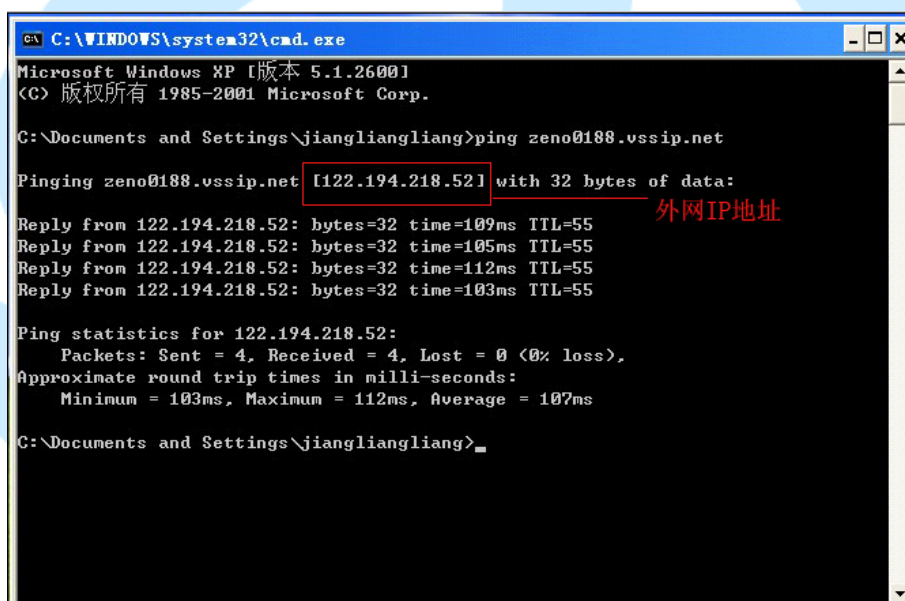 C:\WINDOWS\system32\cmd.exe
Microsoft Windows XP [版本 5.1.2600]
(C) 版权所有 1985-2001 Microsoft Corp.
C:\Documents and Settings\jiangliangliang>ping zeno0188.vssip.net
Pinging zeno0188.vssip.net [122.194.218.52] with 32 bytes of data:
外网IP地址
Reply from 122.194.218.52: bytes=32 time=109ms TTL=55
Reply from 122.194.218.52: bytes=32 time=105ms TTL=55
Reply from 122.194.218.52: bytes=32 time=112ms TTL=55
Reply from 122.194.218.52: bytes=32 time=103ms TTL=55
Ping statistics for 122.194.218.52:
Packets: Sent = 4, Received = 4, Lost = 0 (0% loss),
Approximate round trip times in milli-seconds:
Minimum = 103ms, Maximum = 112ms, Average = 107ms
C:\Documents and Settings\jiangliangliang>_